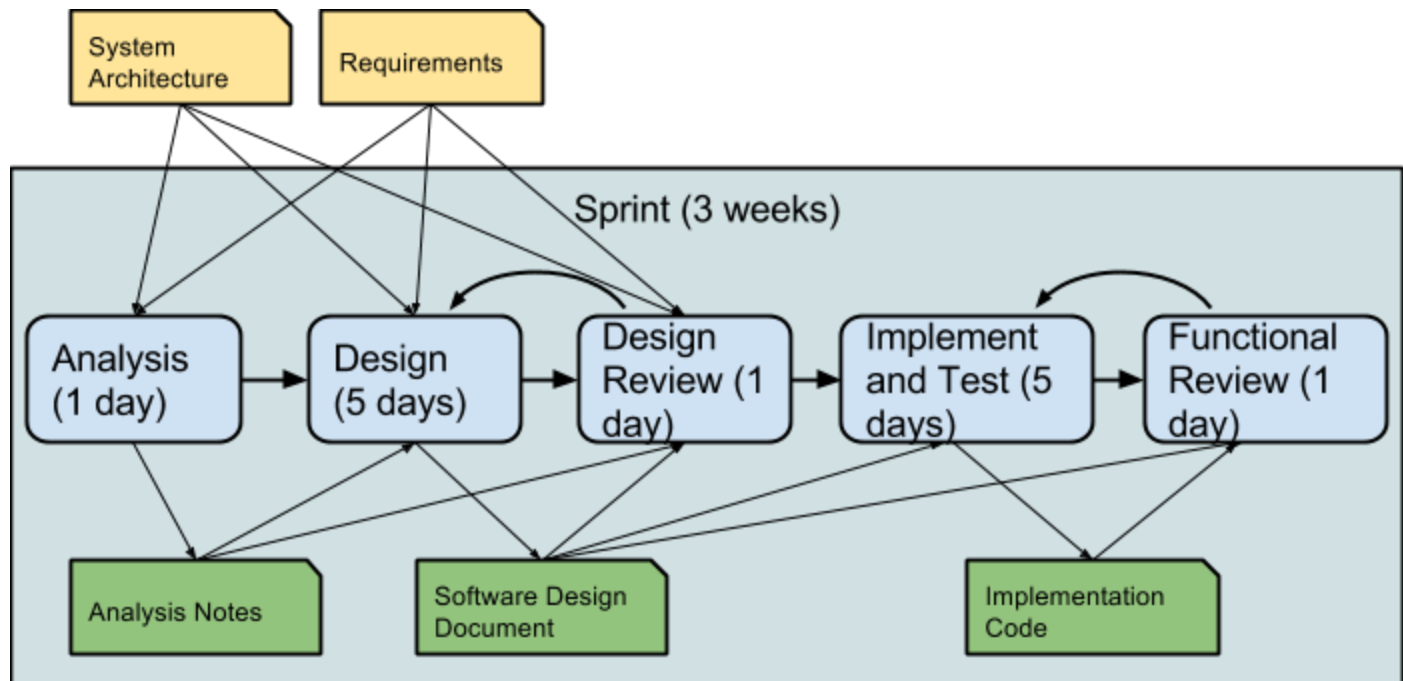 System
Architecture
Requirements
Sprint (3 weeks)
Analysis
(1 day)
Design
(5 days)
Design
Review (1
day)
Implement
and Test (5
days)
Functional
Review (1
day)
Analysis Notes
Software Design
Document
Implementation
Code